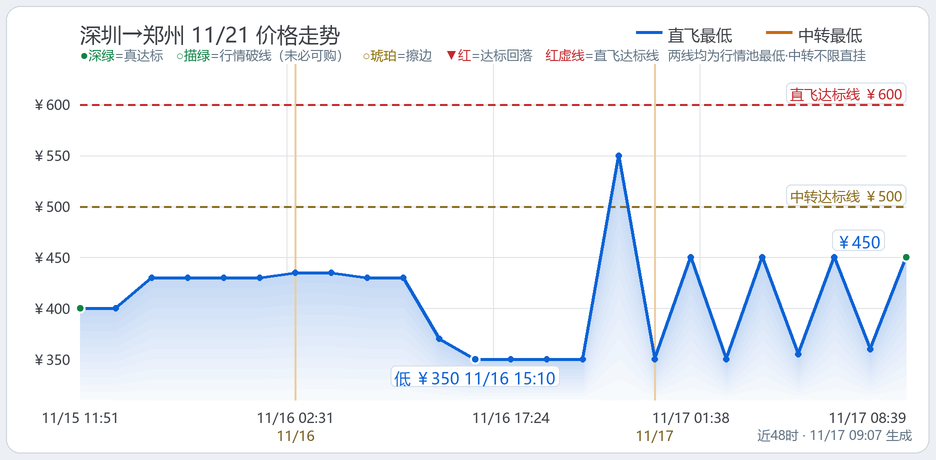 深圳→郑州 11/21 价格走势
直飞最低 中转最低
●深绿=真达标 ○描绿=行情破线（未必可购） ○琥珀=擦边 ▼红=达标回落 红虚线=直飞达标线 两线均为行情池最低·中转不限直挂
¥600
直飞达标线 ¥600
¥550
¥500
中转达标线 ¥500
¥450
¥450
¥400
¥350
低 ¥350 11/16 15:10
11/15 11:51 11/16 02:31 11/16 17:24 11/17 01:38 11/17 08:39
11/16 11/17
近48时 · 11/17 09:07 生成